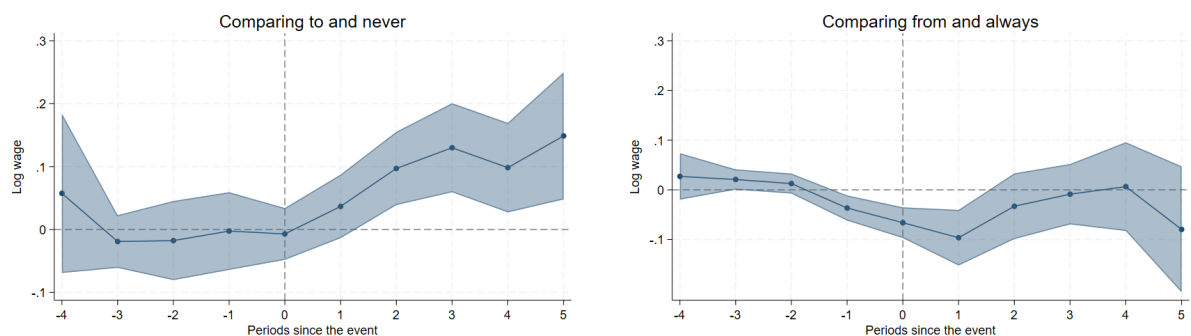 Comparing to and never
.3
.2
.1
0
-.1
Log wage
-4 -3 -2 -1 0 1 2 3 4 5
Periods since the event
Comparing from and always
.3
.2
.1
0
-.1
Log wage
-4 -3 -2 -1 0 1 2 3 4 5
Periods since the event